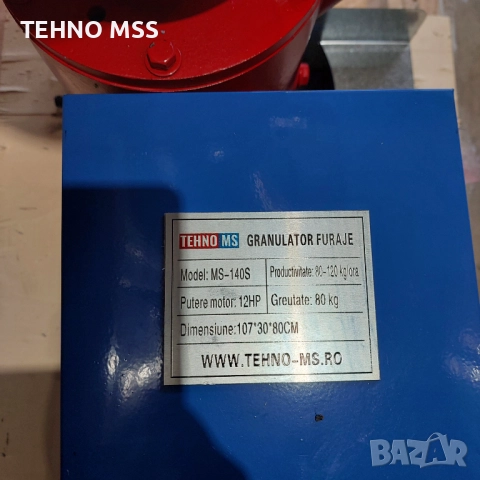 TEHNO MSS
TEHNO MS GRANULATOR FURAJE
Model: MS-140S Productivitate: 80-120 kg/ora
Putere motor: 12HP Greutate: 80 kg
Dimensiune:107*30*80CM
WWW.TEHNO-MS.RO
BAZAR